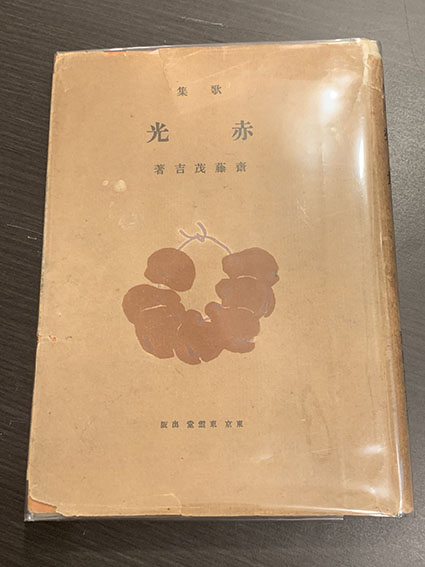 歌集
赤光
齋藤茂吉著
東京東雲堂出版